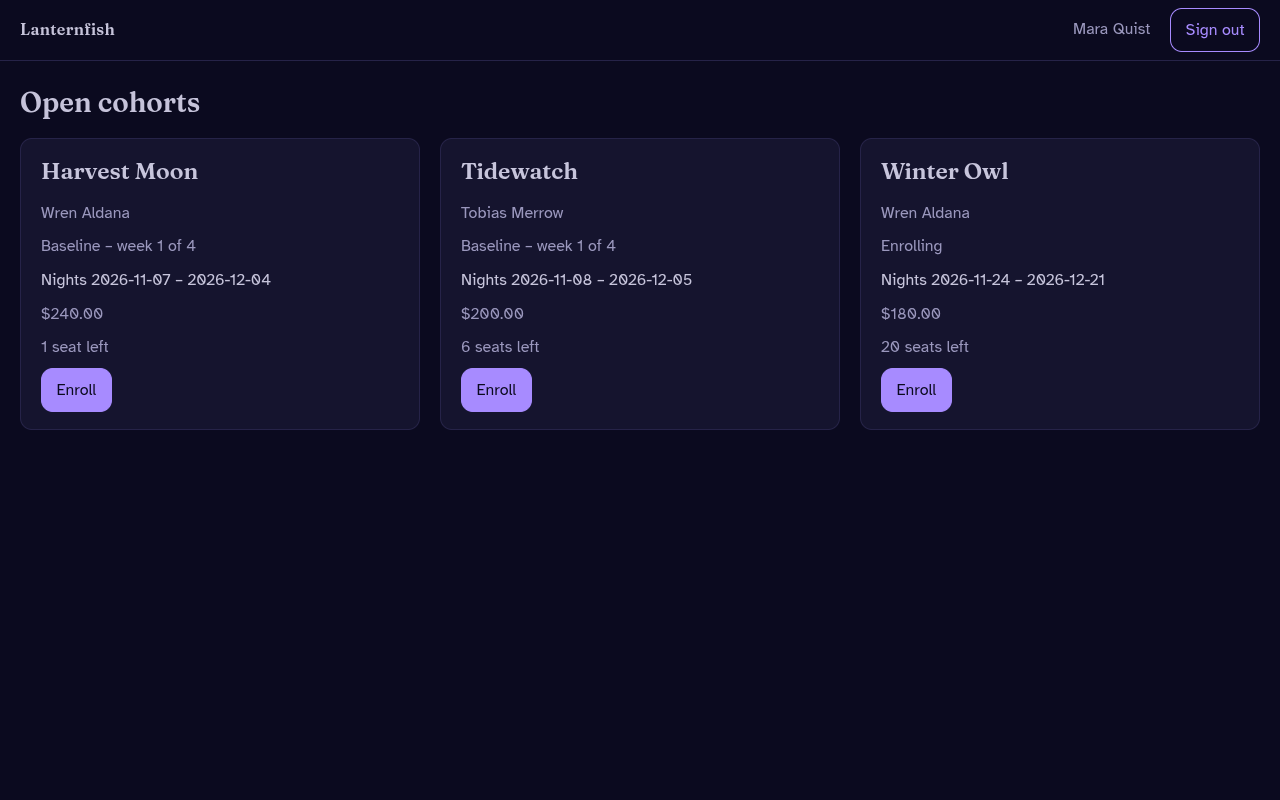 Lanternfish
Mara Quist
Sign out
Open cohorts
Harvest Moon
Wren Aldana
Baseline – week 1 of 4
Nights 2026-11-07 – 2026-12-04
$240.00
1 seat left
Enroll
Tidewatch
Tobias Merrow
Baseline – week 1 of 4
Nights 2026-11-08 – 2026-12-05
$200.00
6 seats left
Enroll
Winter Owl
Wren Aldana
Enrolling
Nights 2026-11-24 – 2026-12-21
$180.00
20 seats left
Enroll